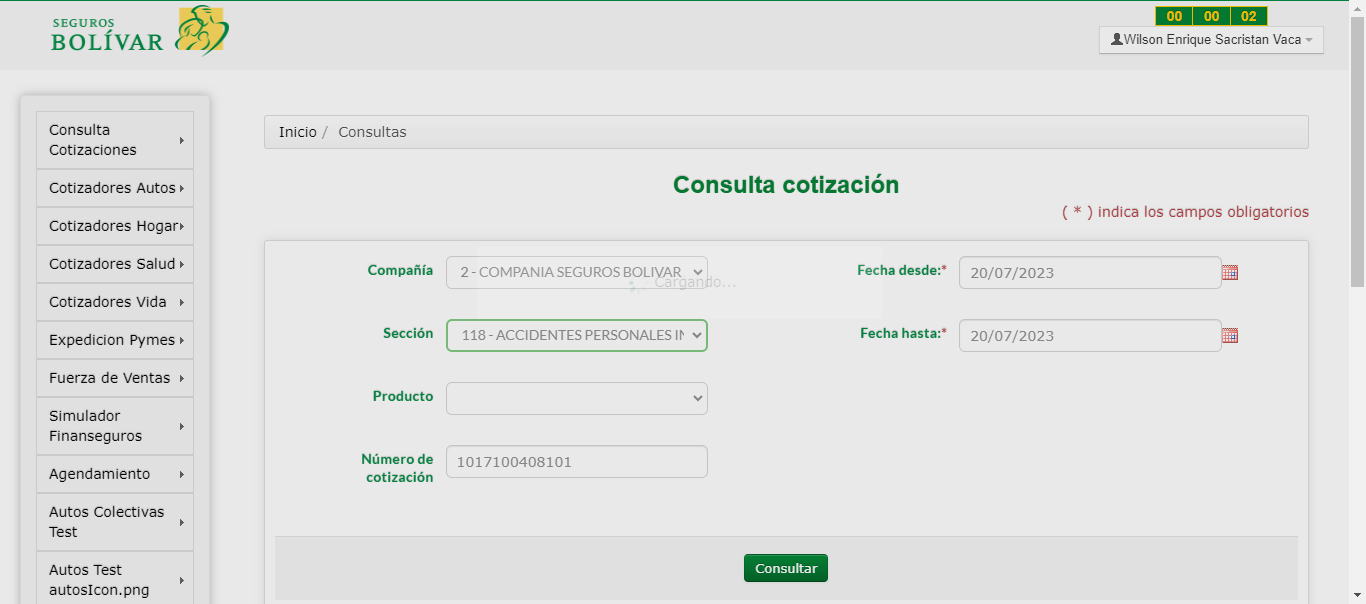 SEGUROS
BOLÍVAR
00 00 02
Wilson Enrique Sacristan Vaca
Consulta
Cotizaciones
Cotizadores Autos
Cotizadores Hogar
Cotizadores Salud
Cotizadores Vida
Expedicion Pymes
Fuerza de Ventas
Simulador
Finanseguros
Agendamiento
Autos Colectivas
Test
Autos Test
autosIcon.png
Inicio / Consultas
Consulta cotización
( * ) indica los campos obligatorios
Compañía 2 - COMPANIA SEGUROS BOLIVAR Fecha desde:* 20/07/2023
Cargando...
Sección 118 - ACCIDENTES PERSONALES Fecha hasta:* 20/07/2023
Producto
Número de
cotización 1017100408101
Consultar